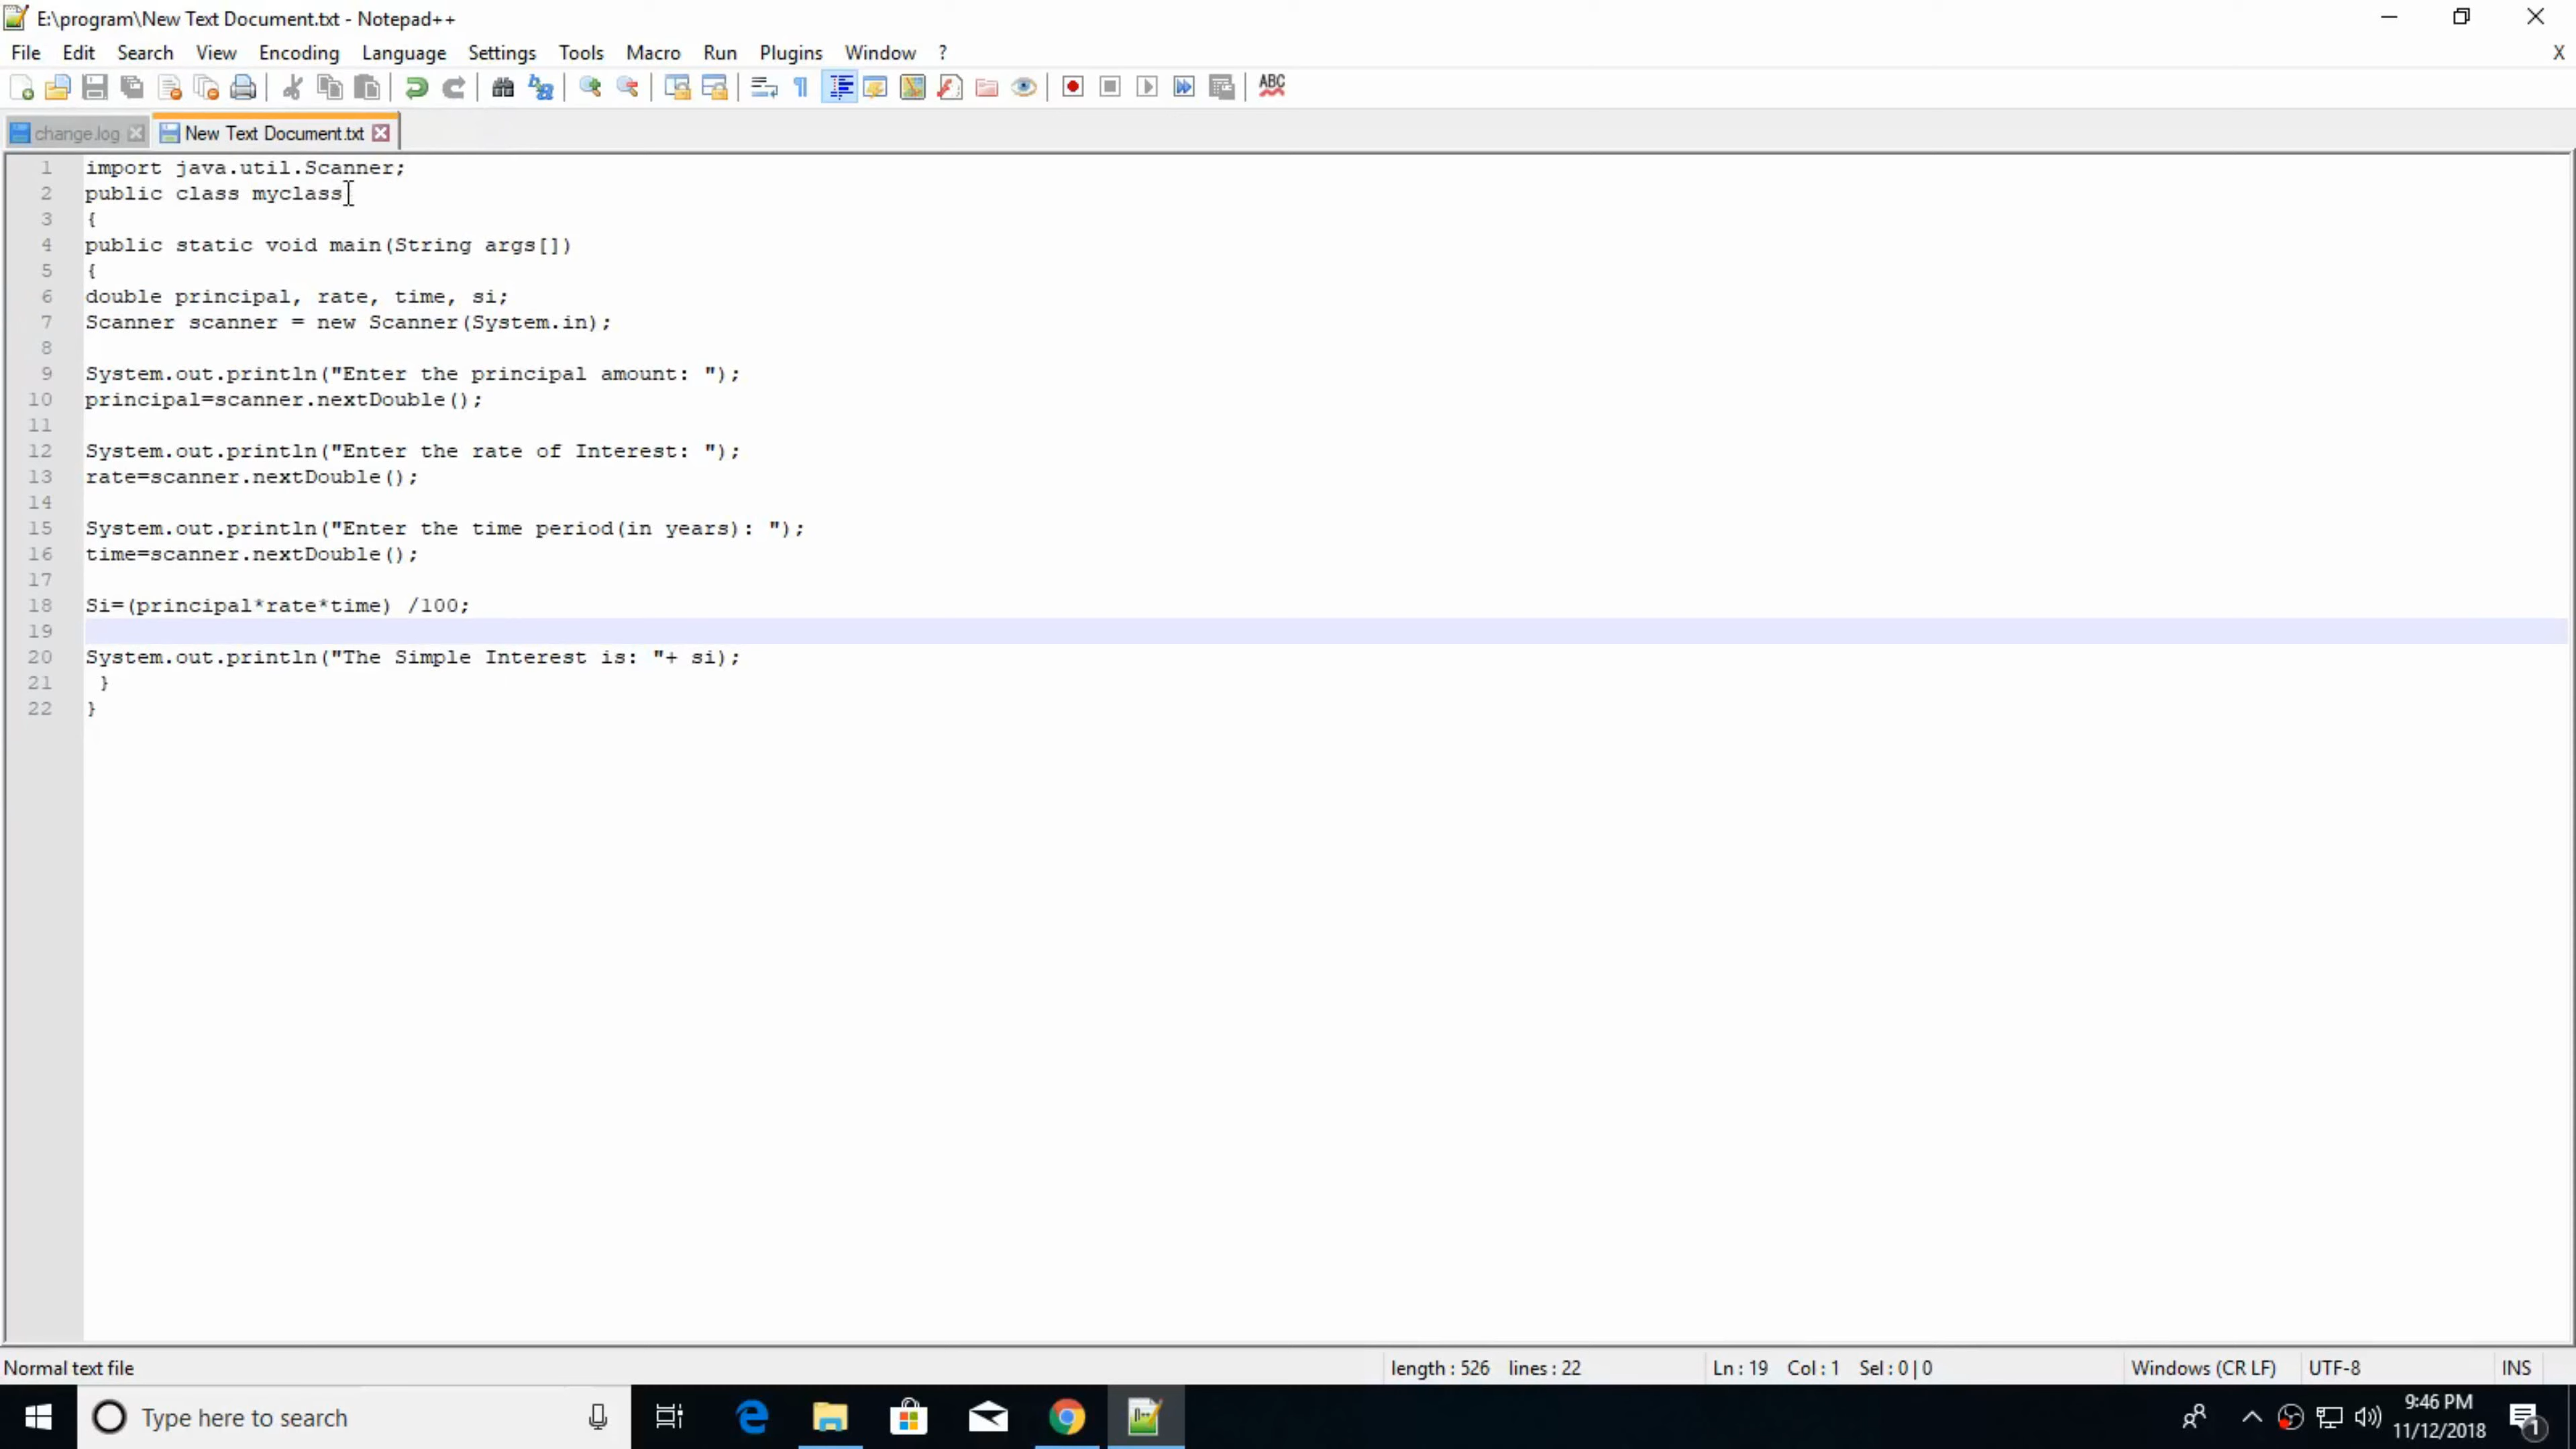 E:\program\New Text Document.txt - Notepad++
File Edit Search View Encoding Language Settings Tools Macro Run Plugins Window ? X
ABC
change.log New Text Document.txt
1 import java.util.Scanner;
2 public class myclass
3 {
4 public static void main(String args[])
5 {
6 double principal, rate, time, si;
7 Scanner scanner = new Scanner(System.in);
8
9 System.out.println("Enter the principal amount: ");
10 principal=scanner.nextDouble();
11
12 System.out.println("Enter the rate of Interest: ");
13 rate=scanner.nextDouble();
14
15 System.out.println("Enter the time period(in years): ");
16 time=scanner.nextDouble();
17
18 Si=(principal*rate*time) /100;
19
20 System.out.println("The Simple Interest is: "+ si);
21 }
22 }
Normal text file length : 526 lines : 22 Ln : 19 Col : 1 Sel : 0 | 0 Windows (CR LF) UTF-8 INS
Type here to search 9:46 PM
11/12/2018 1